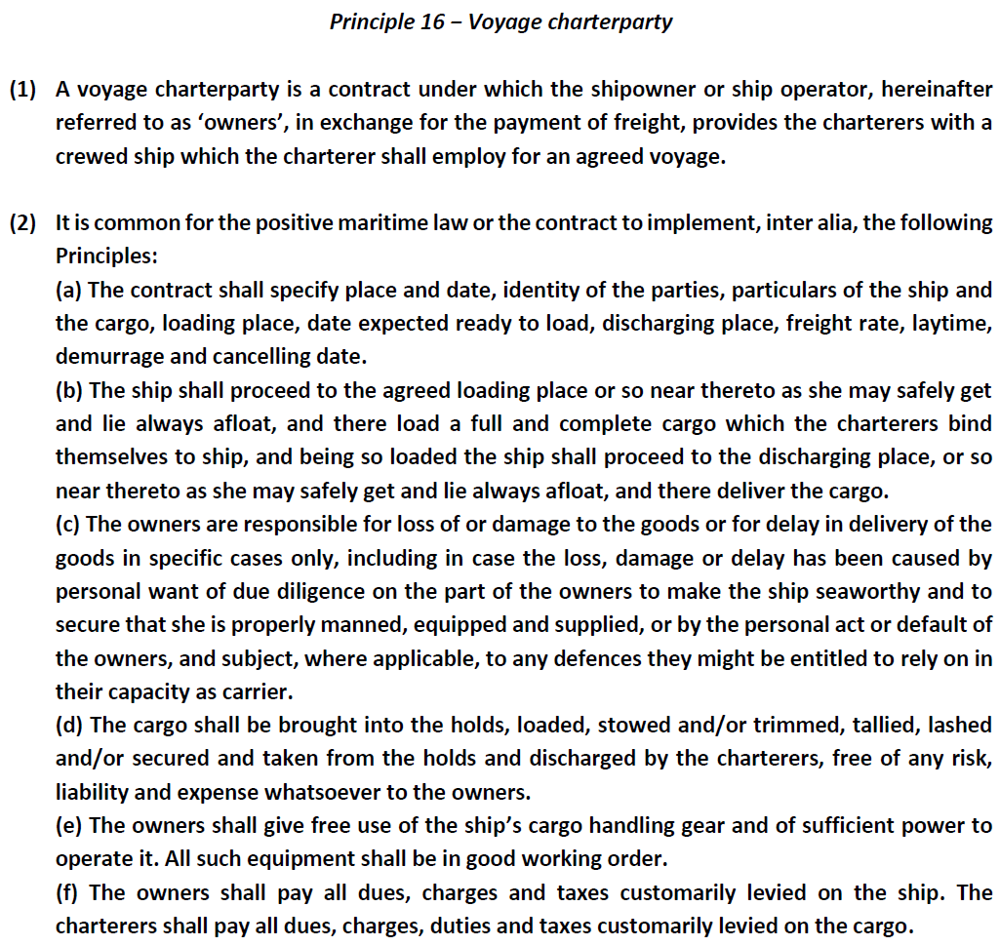 Principle 16 – Voyage charterparty
(1) A voyage charterparty is a contract under which the shipowner or ship operator, hereinafter
referred to as ‘owners’, in exchange for the payment of freight, provides the charterers with a
crewed ship which the charterer shall employ for an agreed voyage.
(2) It is common for the positive maritime law or the contract to implement, inter alia, the following
Principles:
(a) The contract shall specify place and date, identity of the parties, particulars of the ship and
the cargo, loading place, date expected ready to load, discharging place, freight rate, laytime,
demurrage and cancelling date.
(b) The ship shall proceed to the agreed loading place or so near thereto as she may safely get
and lie always afloat, and there load a full and complete cargo which the charterers bind
themselves to ship, and being so loaded the ship shall proceed to the discharging place, or so
near thereto as she may safely get and lie always afloat, and there deliver the cargo.
(c) The owners are responsible for loss of or damage to the goods or for delay in delivery of the
goods in specific cases only, including in case the loss, damage or delay has been caused by
personal want of due diligence on the part of the owners to make the ship seaworthy and to
secure that she is properly manned, equipped and supplied, or by the personal act or default of
the owners, and subject, where applicable, to any defences they might be entitled to rely on in
their capacity as carrier.
(d) The cargo shall be brought into the holds, loaded, stowed and/or trimmed, tallied, lashed
and/or secured and taken from the holds and discharged by the charterers, free of any risk,
liability and expense whatsoever to the owners.
(e) The owners shall give free use of the ship’s cargo handling gear and of sufficient power to
operate it. All such equipment shall be in good working order.
(f) The owners shall pay all dues, charges and taxes customarily levied on the ship. The
charterers shall pay all dues, charges, duties and taxes customarily levied on the cargo.